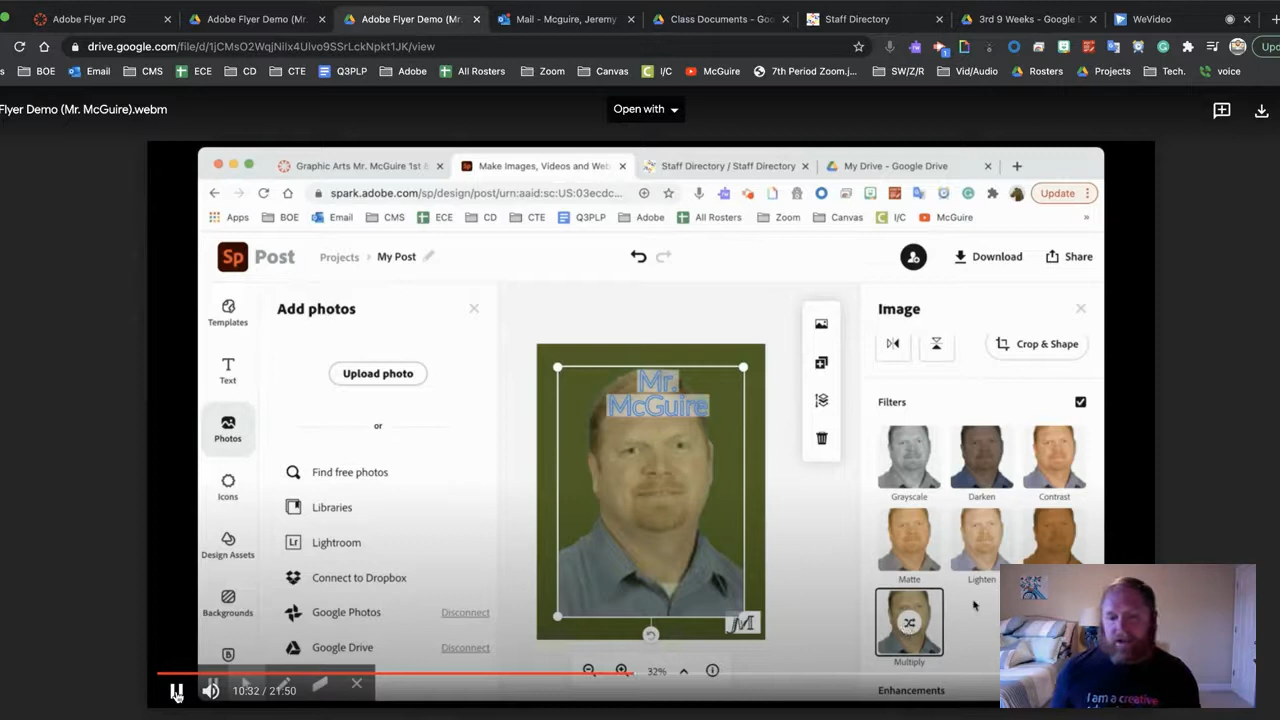 Adobe Flyer JPG
Adobe Flyer Demo (Mr.
Adobe Flyer Demo (Mr.
Mail - Mcguire, Jeremy
Class Documents - Goo
Staff Directory
3rd 9 Weeks - Google D
WeVideo
drive.google.com/file/d/1jCMsO2WqjNiIx4Ulvo9SSrLckNpkt1JK/view
Upc
BOE
Email
CMS
ECE
CD
CTE
Q3PLP
Adobe
All Rosters
Zoom
Canvas
I/C
McGuire
7th Period Zoom.j...
SW/Z/R
Vid/Audio
Rosters
Projects
Tech.
voice
Flyer Demo (Mr. McGuire).webm
Open with
Graphic Arts Mr. McGuire 1st &
Make Images, Videos and Web
Staff Directory / Staff Directory
My Drive - Google Drive
spark.adobe.com/sp/design/post/urn:aaid:sc:US:03ecdc...
Update
Apps
BOE
Email
CMS
ECE
CD
CTE
Q3PLP
Adobe
All Rosters
Zoom
Canvas
I/C
McGuire
»
Sp
Post
Projects
My Post
Download
Share
Templates
Text
Photos
Icons
Design Assets
Backgrounds
Add photos
Upload photo
or
Find free photos
Libraries
Lr
Lightroom
Connect to Dropbox
Google Photos
Disconnect
Google Drive
Disconnect
Mr.
McGuire
M
32%
Image
Crop & Shape
Filters
Grayscale
Darken
Contrast
Matte
Lighten
Multiply
Enhancements
10:32 / 21:50
I am a creative